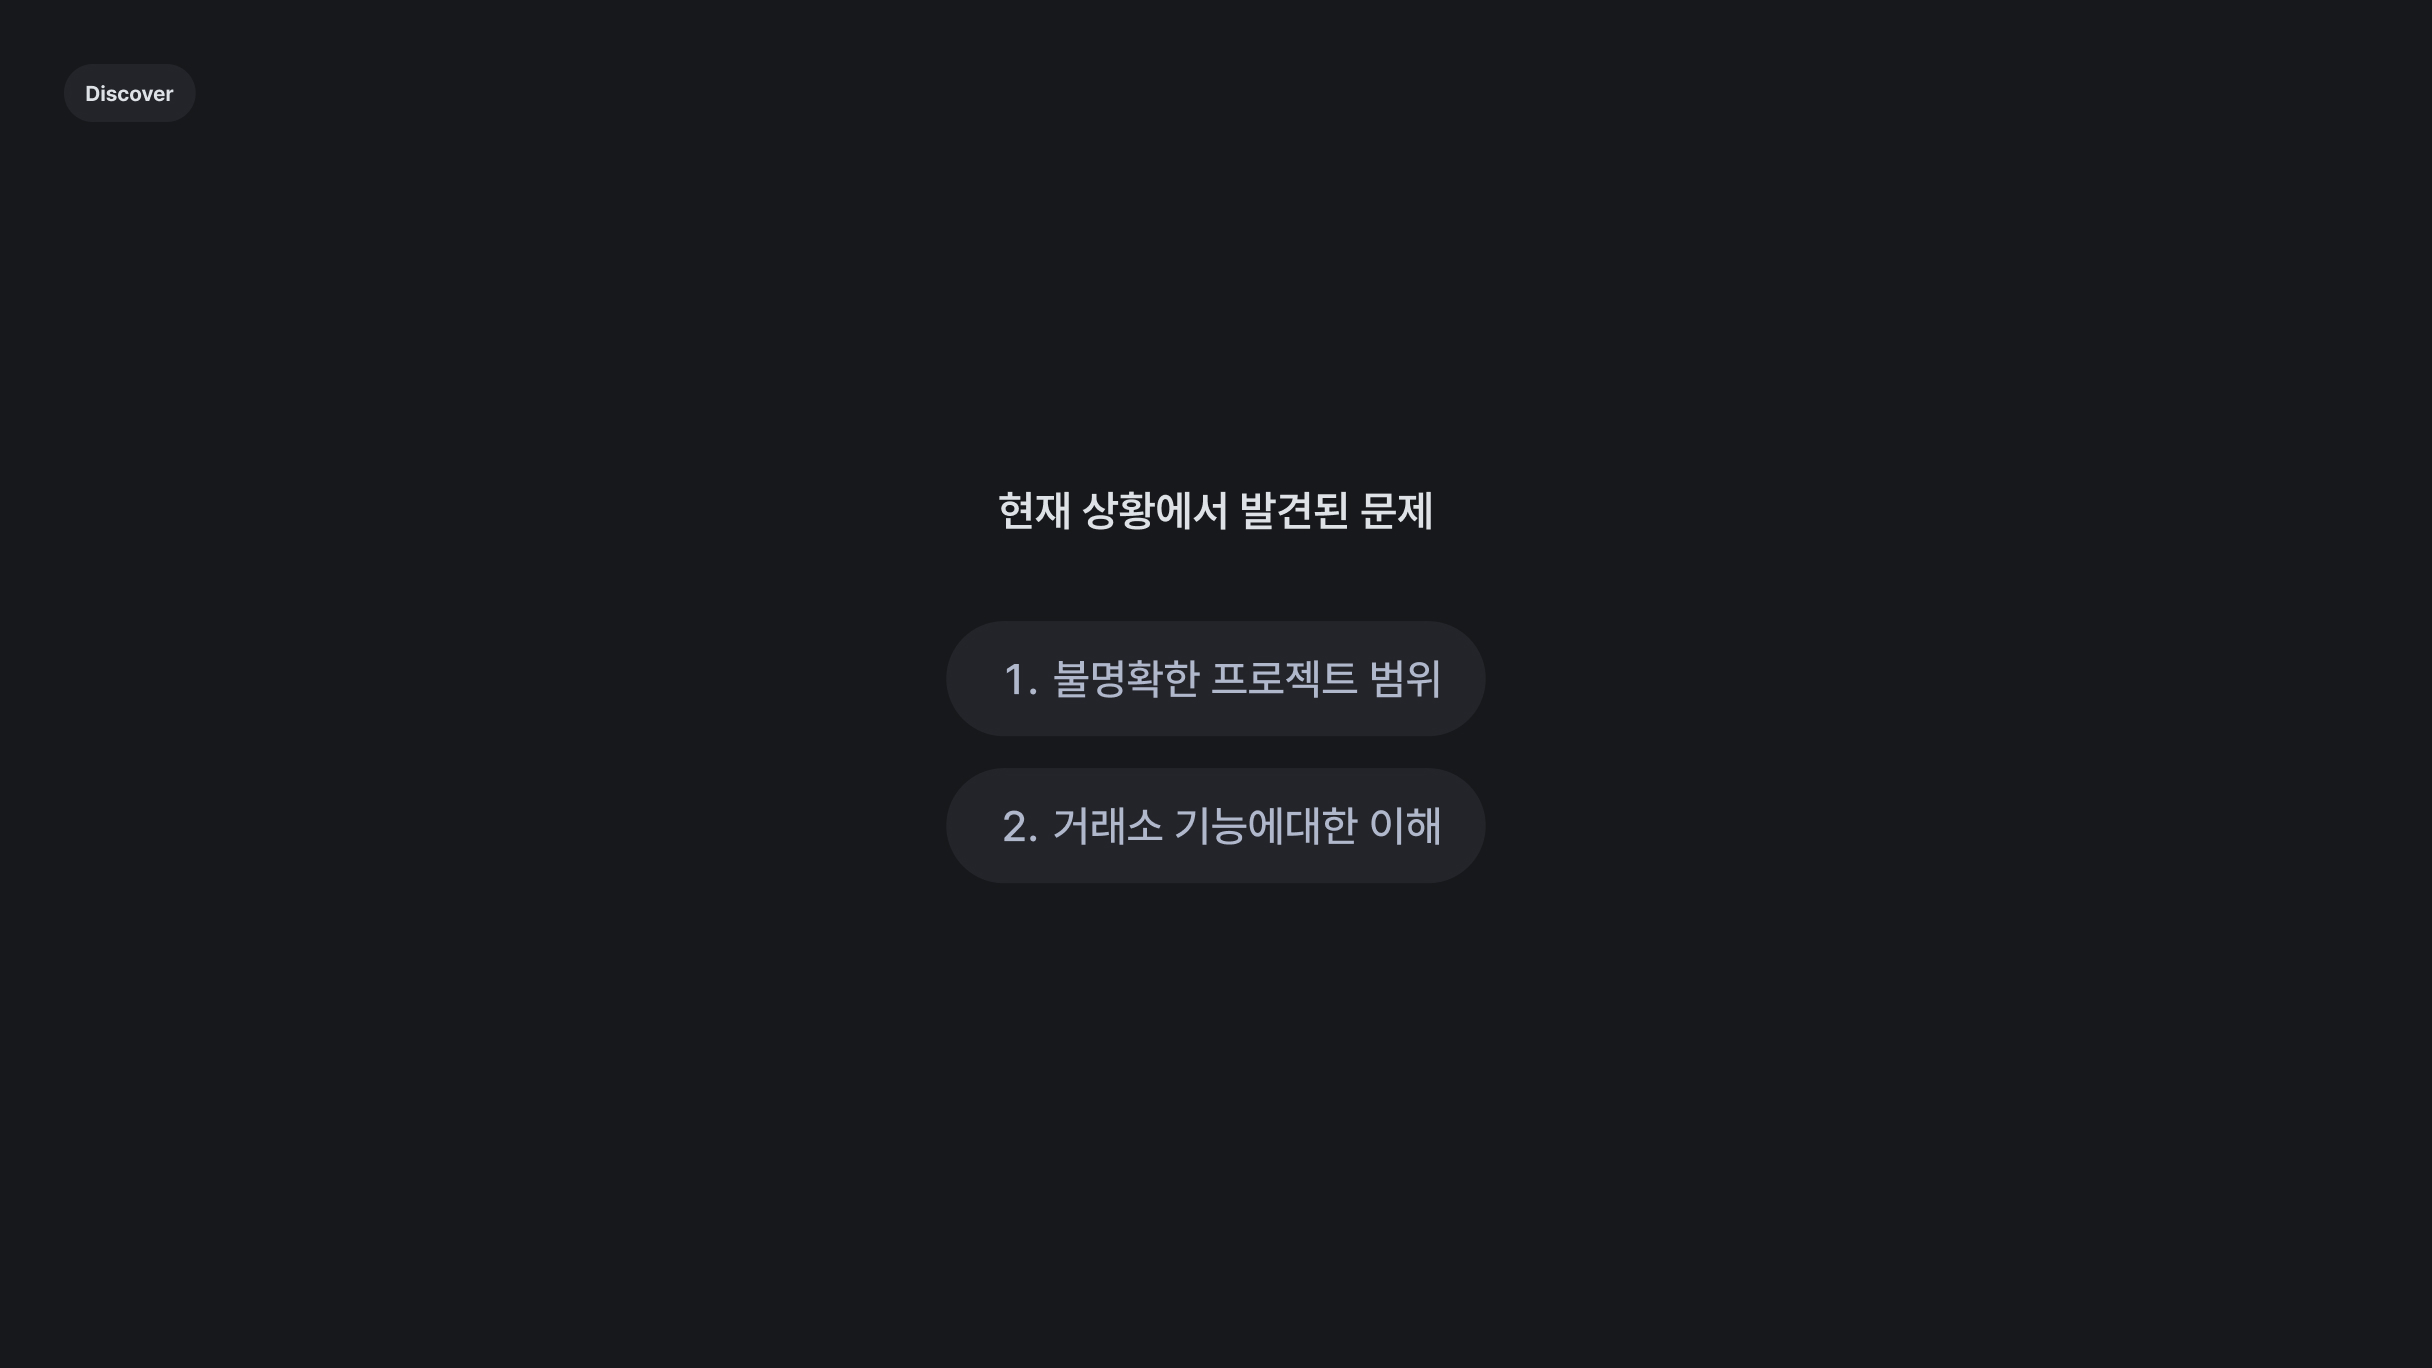 Discover
현재 상황에서 발견된 문제
1. 불명확한 프로젝트 범위
2. 거래소 기능에대한 이해